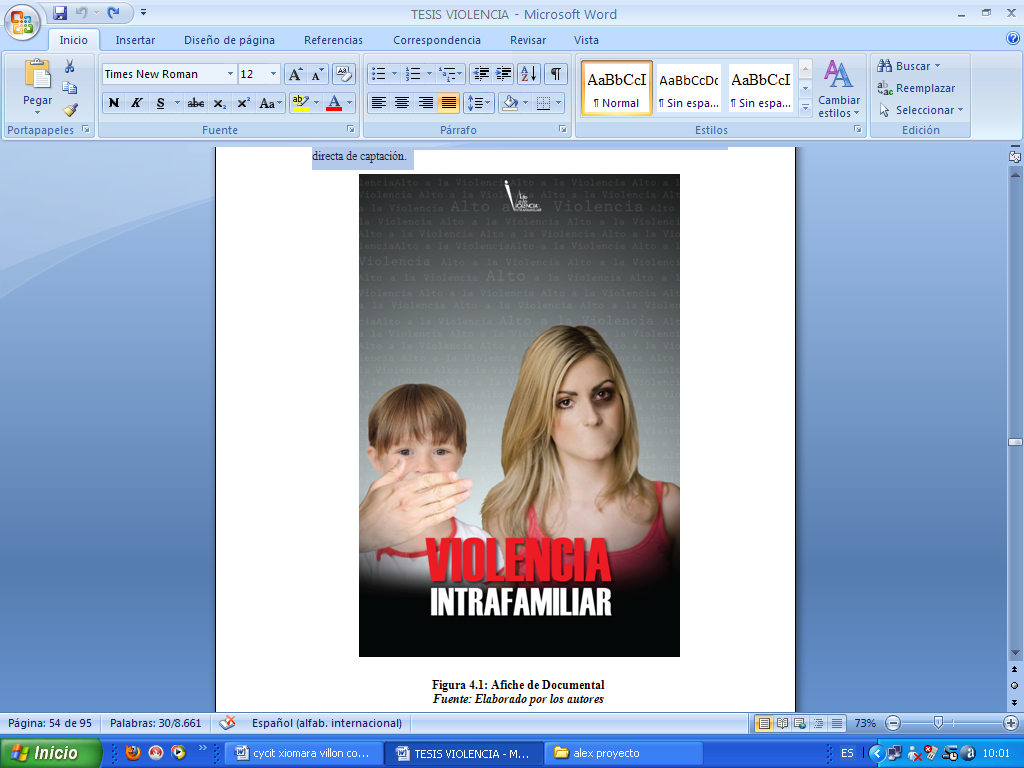 TESIS VIOLENCIA - Microsoft Word
Inicio Insertar Diseño de página Referencias Correspondencia Revisar Vista
Pegar
Portapapeles
Times New Roman 12
N K S abc x₂ x² Aa
Fuente
Párrafo
AaBbCcI AaBbCcDc AaBbCcI
¶ Normal ¶ Sin espa... ¶ Sin espa...
Cambiar estilos
Estilos
Buscar
Reemplazar
Seleccionar
Edición
directa de captación.
Alto a la Violencia
VIOLENCIA
INTRAFAMILIAR
Figura 4.1: Afiche de Documental
Fuente: Elaborado por los autores
Página: 54 de 95 Palabras: 30/8.661 Español (alfab. internacional) 73%
Inicio cycit xiomara villon co... TESIS VIOLENCIA - M... alex proyecto ES 10:01